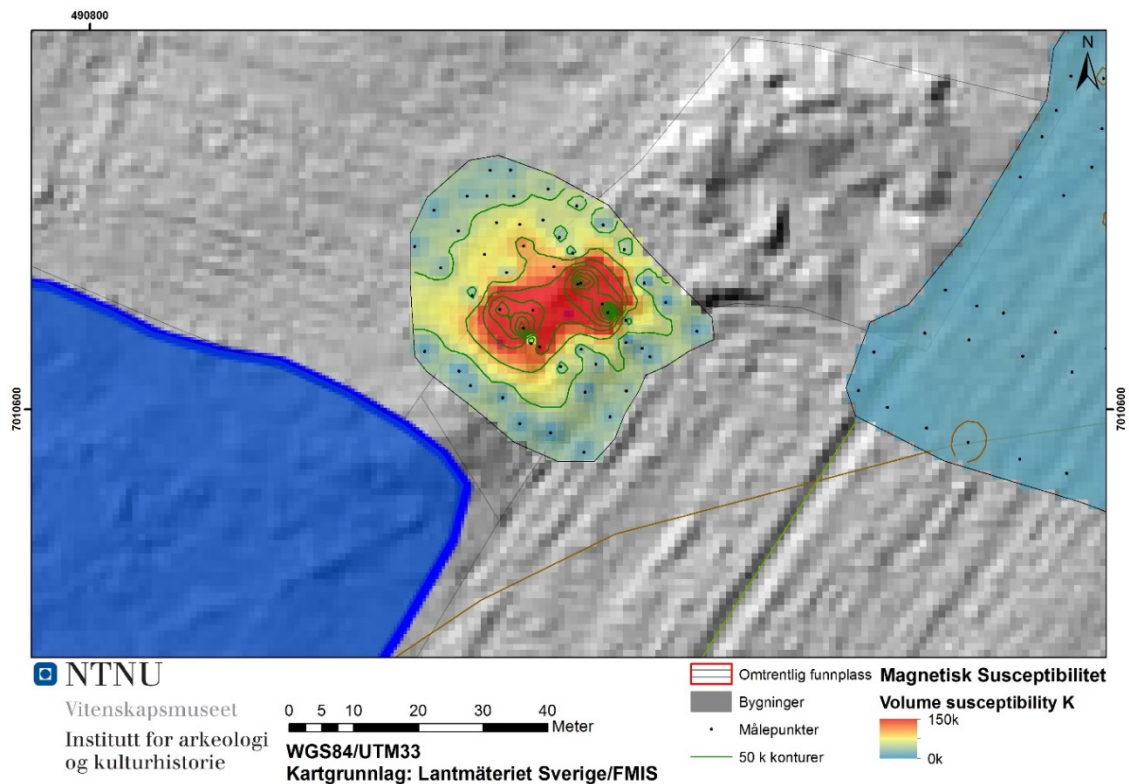 490800
N
7010600
7010600
NTNU
Vitenskapsmuseet
Institutt for arkeologi
og kulturhistorie
0 5 10 20 30 40
Meter
WGS84/UTM33
Kartgrunnlag: Lantmäteriet Sverige/FMIS
Omtrentlig funnplass
Bygninger
Målepunkter
50 k konturer
Magnetisk Susceptibilitet
Volume susceptibility K
150k
0k